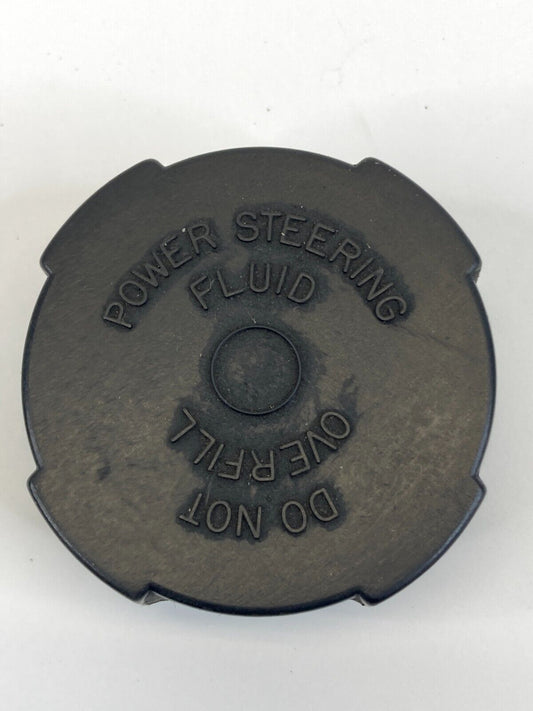 POWER STEERING
FLUID
DO NOT
OVERFILL